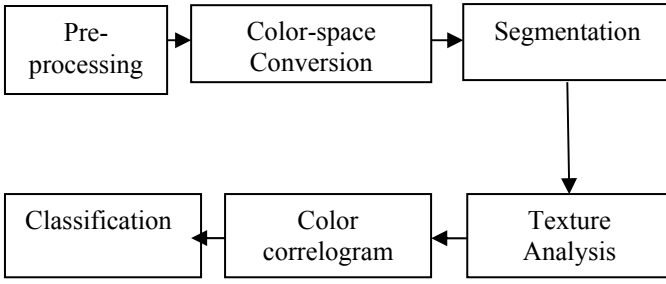 Pre-
processing
Color-space
Conversion
Segmentation
Classification
Color
correlogram
Texture
Analysis